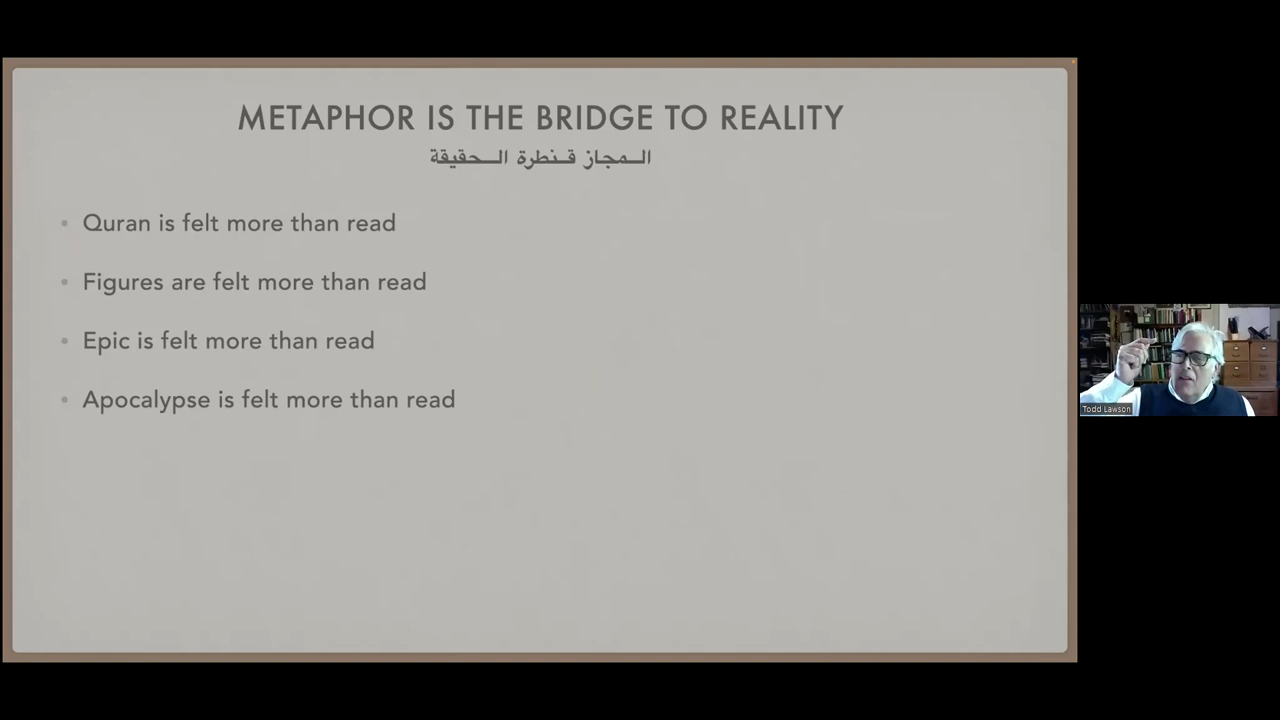 METAPHOR IS THE BRIDGE TO REALITY
المجاز قنطرة الحقيقة
• Quran is felt more than read
• Figures are felt more than read
• Epic is felt more than read
• Apocalypse is felt more than read
Todd Lawson